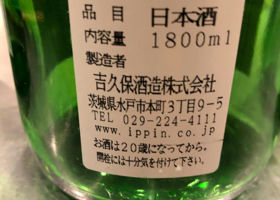 品目 日本酒
内容量 1800ml
製造者
吉久保酒造株式会社
茨城県水戸市本町3丁目9-5
TEL 029-224-4111
www.ippin.co.jp
お酒は20歳になってから。
開栓には十分気を付けて下さい。